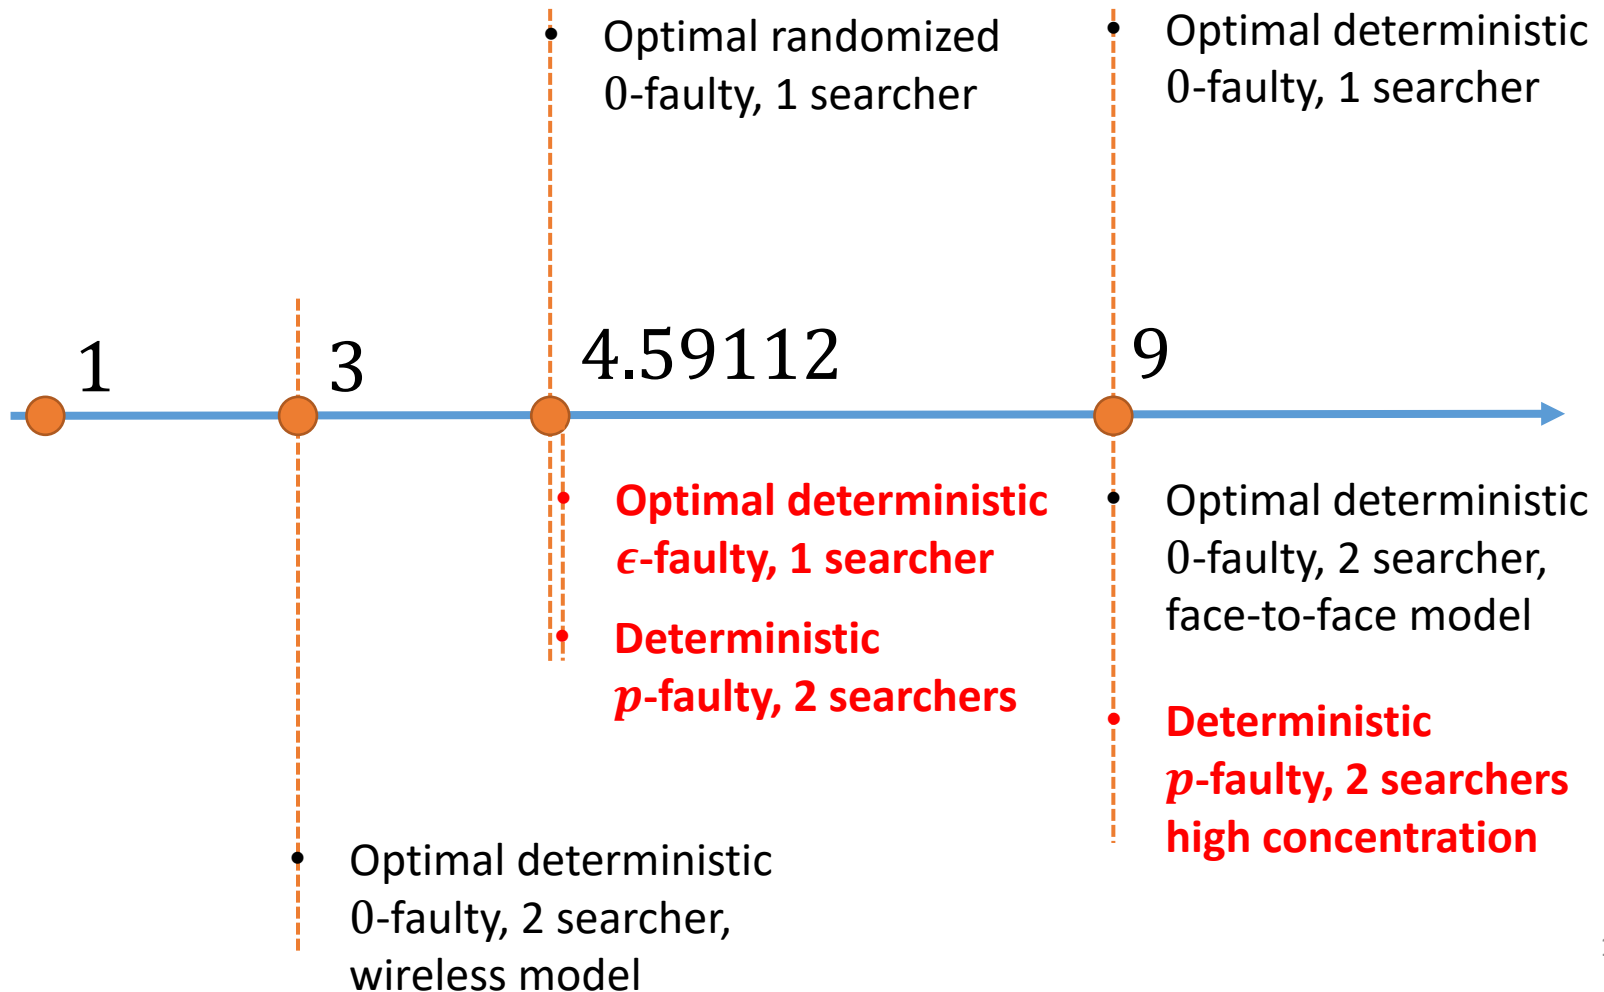 • Optimal randomized
0-faulty, 1 searcher
• Optimal deterministic
0-faulty, 1 searcher
1
3
4.59112
9
• Optimal deterministic
ϵ-faulty, 1 searcher
• Deterministic
p-faulty, 2 searchers
• Optimal deterministic
0-faulty, 2 searcher,
face-to-face model
• Deterministic
p-faulty, 2 searchers
high concentration
• Optimal deterministic
0-faulty, 2 searcher,
wireless model